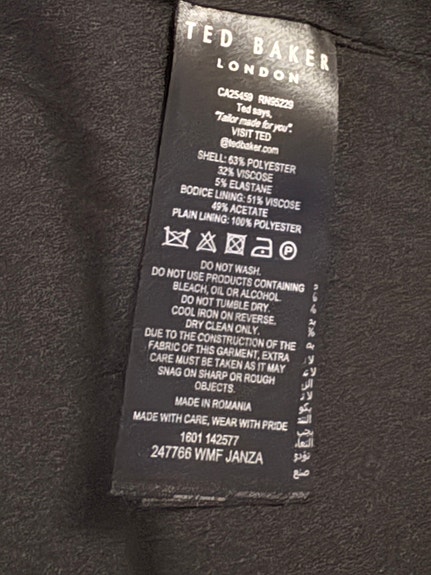 TED BAKER
LONDON
CA25459 RN95229
Ted says,
"Tailor made for you".
VISIT TED
@tedbaker.com
SHELL: 63% POLYESTER
32% VISCOSE
5% ELASTANE
BODICE LINING: 51% VISCOSE
49% ACETATE
PLAIN LINING: 100% POLYESTER
P
DO NOT WASH.
DO NOT USE PRODUCTS CONTAINING
BLEACH, OIL OR ALCOHOL.
DO NOT TUMBLE DRY.
COOL IRON ON REVERSE.
DRY CLEAN ONLY.
DUE TO THE CONSTRUCTION OF THE
FABRIC OF THIS GARMENT, EXTRA
CARE MUST BE TAKEN AS IT MAY
SNAG ON SHARP OR ROUGH
OBJECTS.
MADE IN ROMANIA
MADE WITH CARE, WEAR WITH PRIDE
1601 142577
247766 WMF JANZA